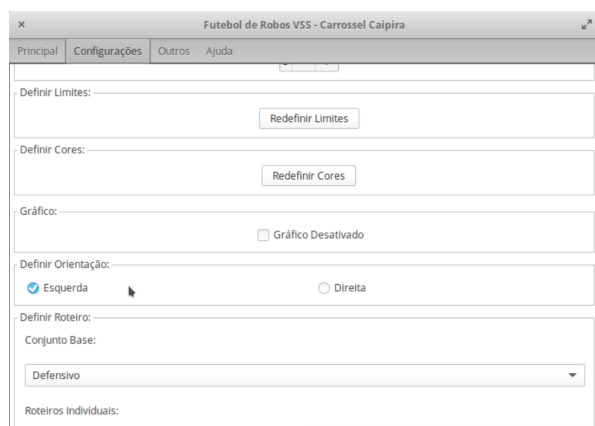 Futebol de Robos VSS - Carrossel Caipira
Principal Configurações Outros Ajuda
Definir Limites:
Redefinir Limites
Definir Cores:
Redefinir Cores
Gráfico:
Gráfico Desativado
Definir Orientação:
Esquerda Direita
Definir Roteiro:
Conjunto Base:
Defensivo
Roteiros Individuais: